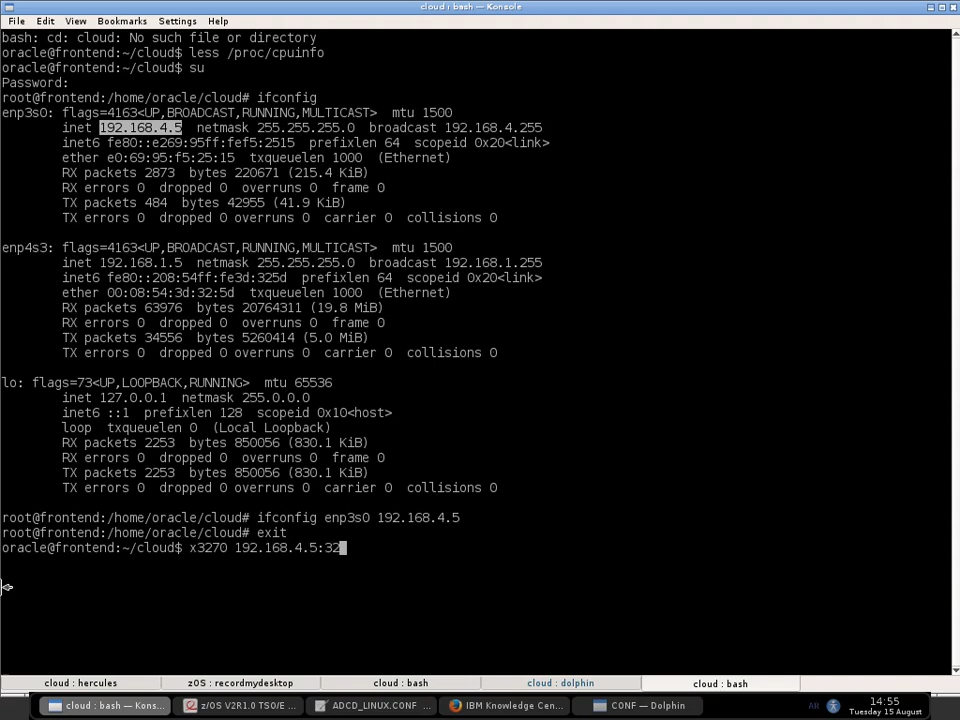 cloud : bash — Konsole
File Edit View Bookmarks Settings Help
bash: cd: cloud: No such file or directory
oracle@frontend:~/cloud$ less /proc/cpuinfo
oracle@frontend:~/cloud$ su
Password:
root@frontend:/home/oracle/cloud# ifconfig
enp3s0: flags=4163<UP,BROADCAST,RUNNING,MULTICAST>  mtu 1500
        inet 192.168.4.5  netmask 255.255.255.0  broadcast 192.168.4.255
        inet6 fe80::e269:95ff:fef5:2515  prefixlen 64  scopeid 0x20<link>
        ether e0:69:95:f5:25:15  txqueuelen 1000  (Ethernet)
        RX packets 2873  bytes 220671 (215.4 KiB)
        RX errors 0  dropped 0  overruns 0  frame 0
        TX packets 484  bytes 42955 (41.9 KiB)
        TX errors 0  dropped 0 overruns 0  carrier 0  collisions 0
enp4s3: flags=4163<UP,BROADCAST,RUNNING,MULTICAST>  mtu 1500
        inet 192.168.1.5  netmask 255.255.255.0  broadcast 192.168.1.255
        inet6 fe80::208:54ff:fe3d:325d  prefixlen 64  scopeid 0x20<link>
        ether 00:08:54:3d:32:5d  txqueuelen 1000  (Ethernet)
        RX packets 63976  bytes 20764311 (19.8 MiB)
        RX errors 0  dropped 0  overruns 0  frame 0
        TX packets 34556  bytes 5260414 (5.0 MiB)
        TX errors 0  dropped 0 overruns 0  carrier 0  collisions 0
lo: flags=73<UP,LOOPBACK,RUNNING>  mtu 65536
        inet 127.0.0.1  netmask 255.0.0.0
        inet6 ::1  prefixlen 128  scopeid 0x10<host>
        loop  txqueuelen 0  (Local Loopback)
        RX packets 2253  bytes 850056 (830.1 KiB)
        RX errors 0  dropped 0  overruns 0  frame 0
        TX packets 2253  bytes 850056 (830.1 KiB)
        TX errors 0  dropped 0 overruns 0  carrier 0  collisions 0
root@frontend:/home/oracle/cloud# ifconfig enp3s0 192.168.4.5
root@frontend:/home/oracle/cloud# exit
oracle@frontend:~/cloud$ x3270 192.168.4.5:32
cloud : hercules zOS : recordmydesktop cloud : bash cloud : dolphin cloud : bash
cloud : bash — Kons... z/OS V2R1.0 TSO/E ... ADCD_LINUX.CONF ... IBM Knowledge Cen... CONF — Dolphin AR 14:55
Tuesday 15 August